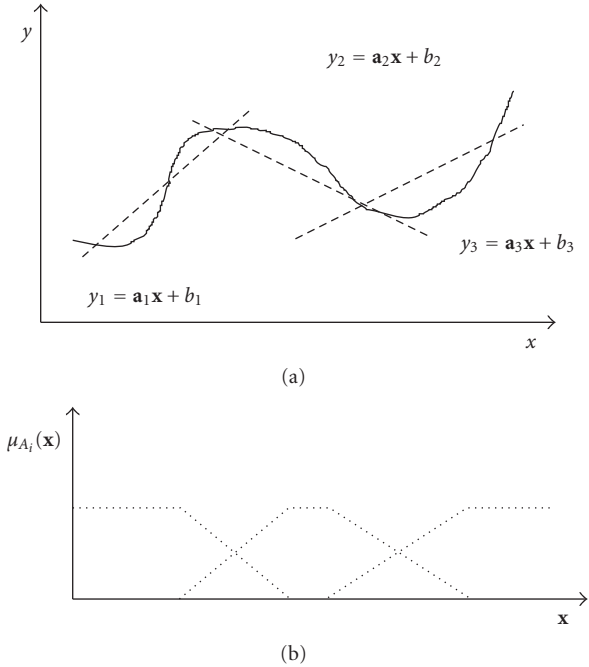 y
y₂ = a₂x + b₂
y₃ = a₃x + b₃
y₁ = a₁x + b₁
x
(a)
μ_{A_i}(x)
x
(b)